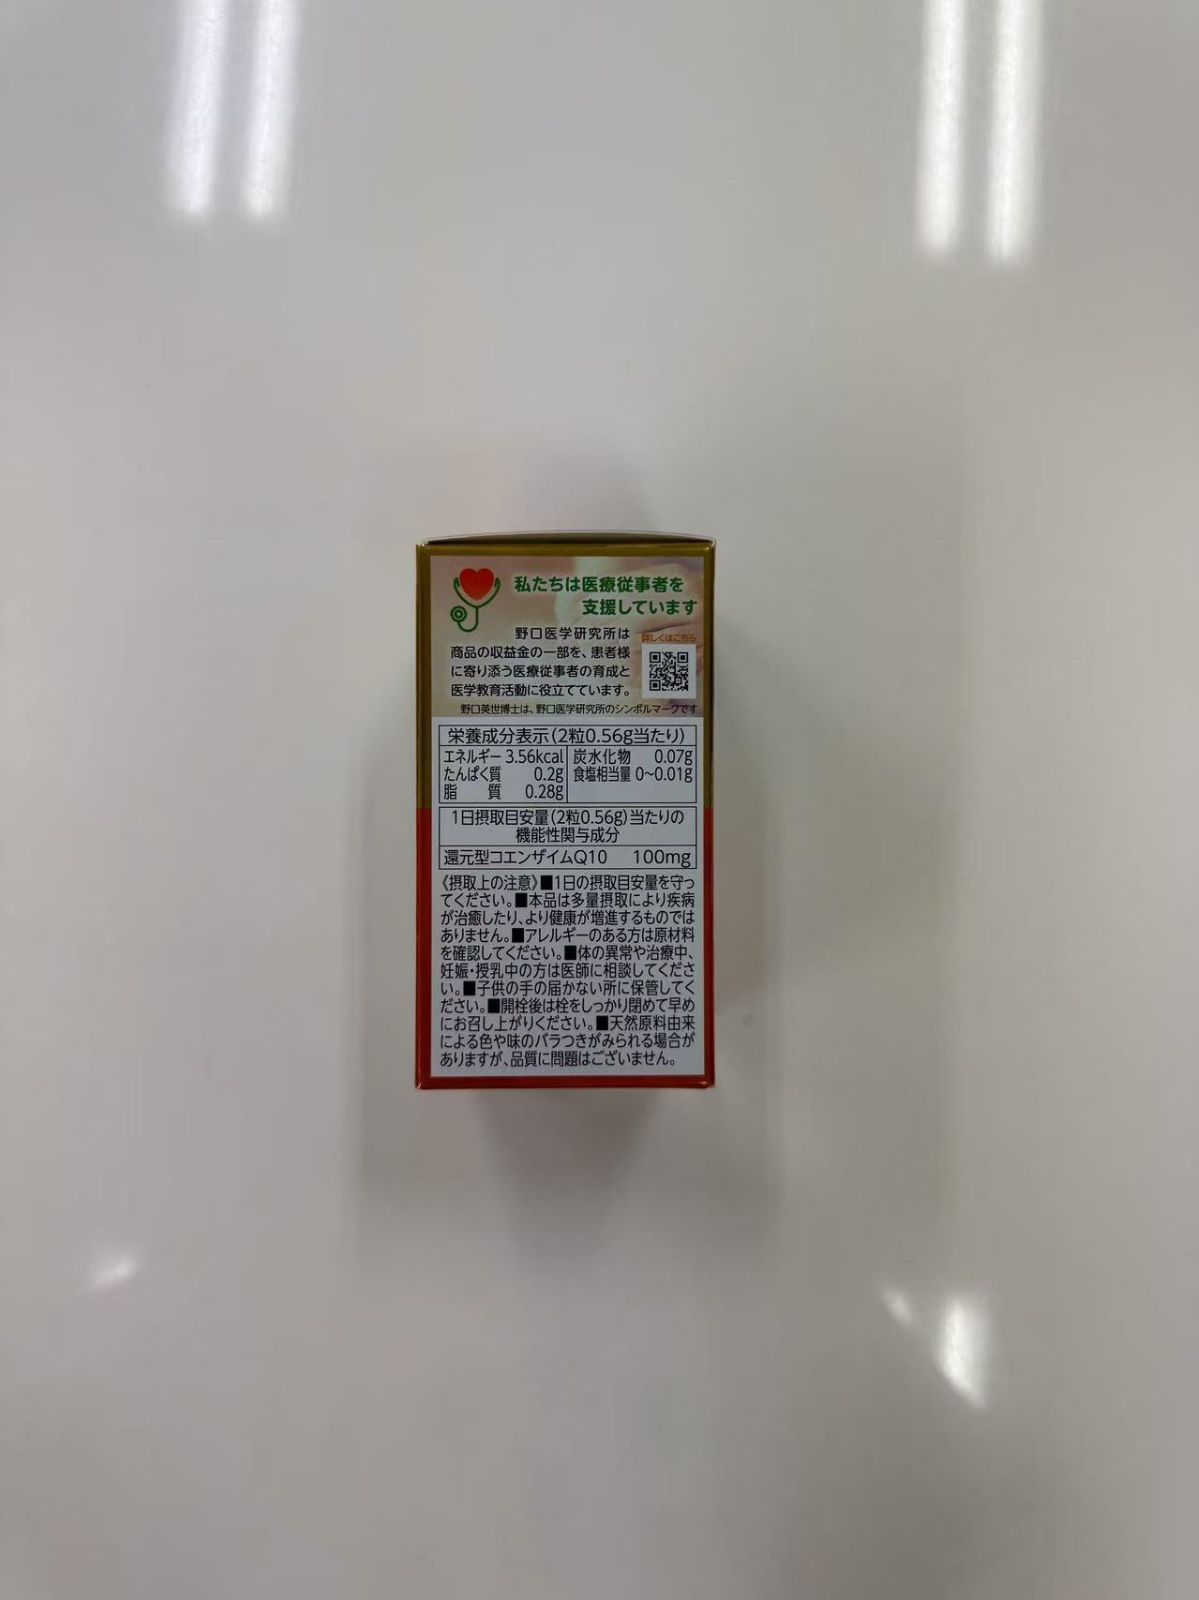 私たちは医療従事者を
支援しています
野口医学研究所は
商品の収益金の一部を、患者様
に寄り添う医療従事者の育成と
医学教育活動に役立てています。
詳しくはこちら
野口英世博士は、野口医学研究所のシンボルマークです
栄養成分表示(2粒0.56g当たり)
エネルギー 3.56kcal 炭水化物 0.07g
たんぱく質 0.2g 食塩相当量 0~0.01g
脂質 0.28g
1日摂取目安量(2粒0.56g)当たりの
機能性関与成分
還元型コエンザイムQ10 100mg
《摂取上の注意》■1日の摂取目安量を守っ
てください。■本品は多量摂取により疾病
が治癒したり、より健康が増進するものでは
ありません。■アレルギーのある方は原材料
を確認してください。■体の異常や治療中、
妊娠・授乳中の方は医師に相談してくださ
い。■子供の手の届かない所に保管してく
ださい。■開栓後は栓をしっかり閉めて早め
にお召し上がりください。■天然原料由来
による色や味のバラつきがみられる場合が
ありますが、品質に問題はございません。